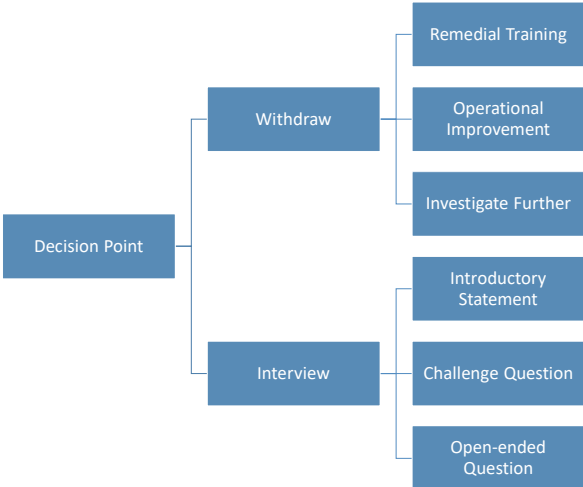 Decision Point
Withdraw
Remedial Training
Operational
Improvement
Investigate Further
Interview
Introductory
Statement
Challenge Question
Open-ended
Question